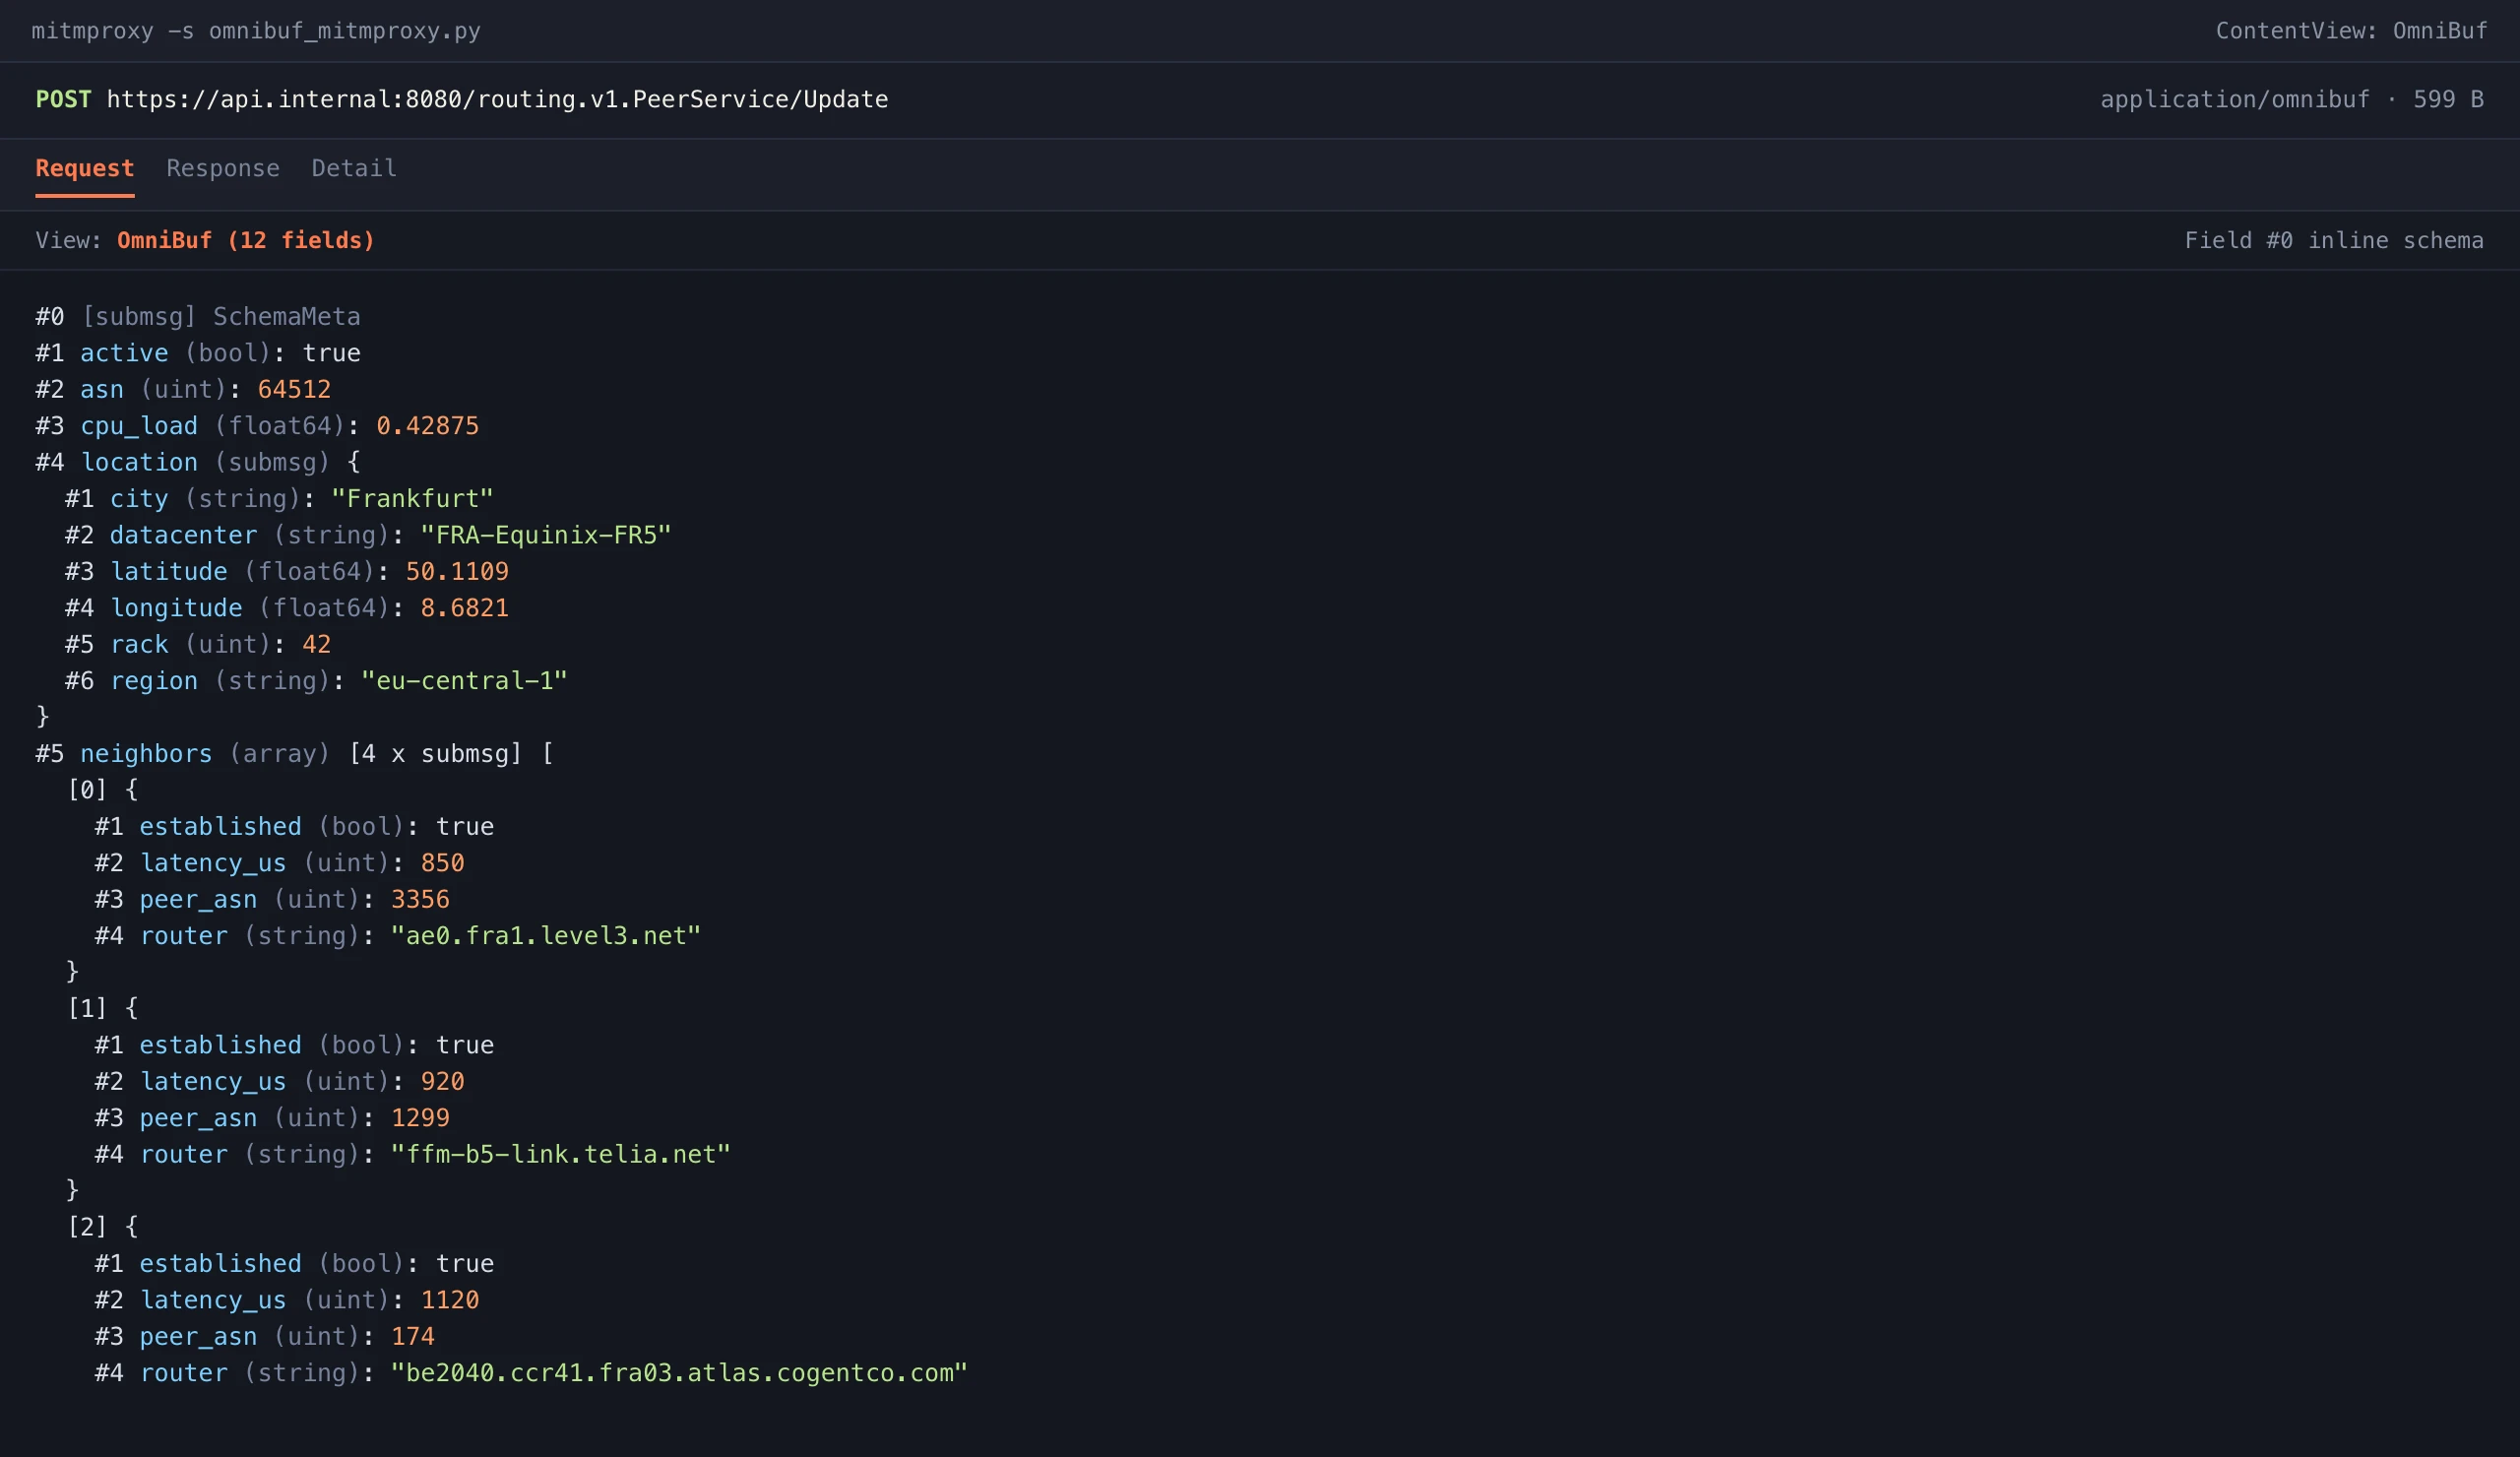 mitmproxy -s omnibuf_mitmproxy.py
ContentView: OmniBuf
POST https://api.internal:8080/routing.v1.PeerService/Update
application/omnibuf · 599 B
Request Response Detail
View: OmniBuf (12 fields)
Field #0 inline schema
#0 [submsg] SchemaMeta
#1 active (bool): true
#2 asn (uint): 64512
#3 cpu_load (float64): 0.42875
#4 location (submsg) {
  #1 city (string): "Frankfurt"
  #2 datacenter (string): "FRA-Equinix-FR5"
  #3 latitude (float64): 50.1109
  #4 longitude (float64): 8.6821
  #5 rack (uint): 42
  #6 region (string): "eu-central-1"
}
#5 neighbors (array) [4 x submsg] [
  [0] {
    #1 established (bool): true
    #2 latency_us (uint): 850
    #3 peer_asn (uint): 3356
    #4 router (string): "ae0.fra1.level3.net"
  }
  [1] {
    #1 established (bool): true
    #2 latency_us (uint): 920
    #3 peer_asn (uint): 1299
    #4 router (string): "ffm-b5-link.telia.net"
  }
  [2] {
    #1 established (bool): true
    #2 latency_us (uint): 1120
    #3 peer_asn (uint): 174
    #4 router (string): "be2040.ccr41.fra03.atlas.cogentco.com"